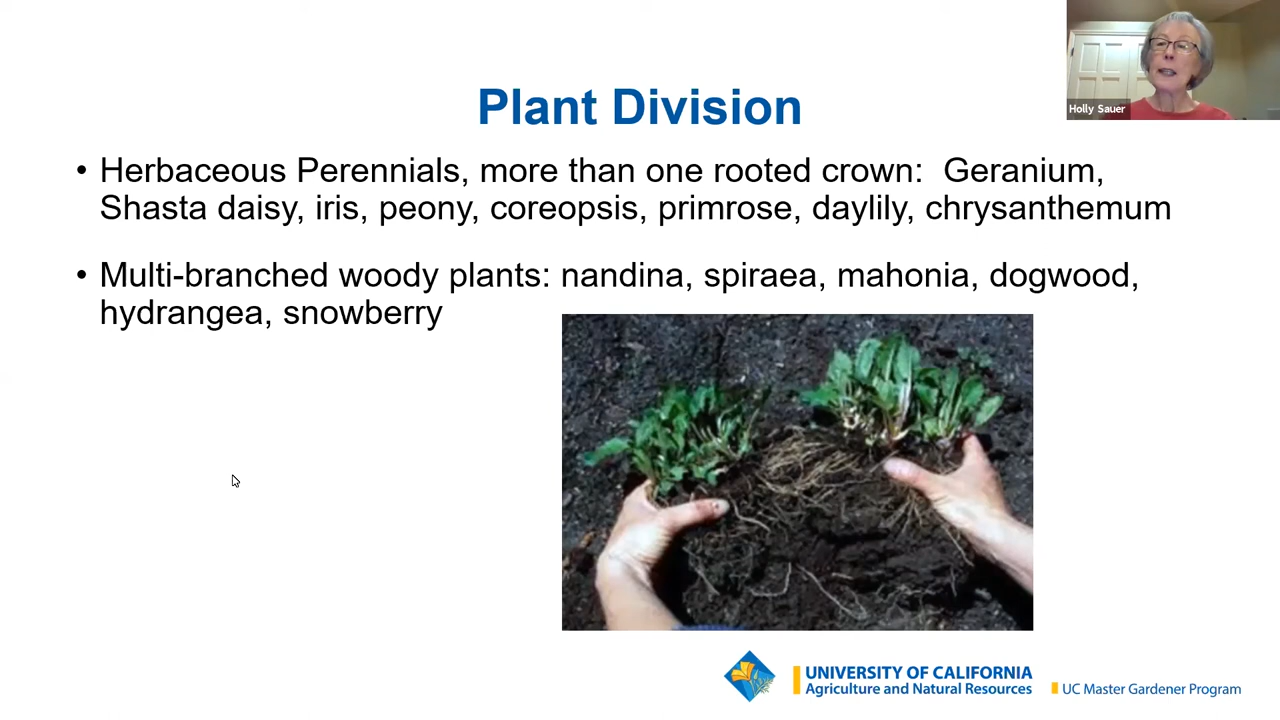 Holly Sauer
Plant Division
• Herbaceous Perennials, more than one rooted crown:  Geranium,
Shasta daisy, iris, peony, coreopsis, primrose, daylily, chrysanthemum
• Multi-branched woody plants: nandina, spiraea, mahonia, dogwood,
hydrangea, snowberry
UNIVERSITY OF CALIFORNIA
Agriculture and Natural Resources
UC Master Gardener Program